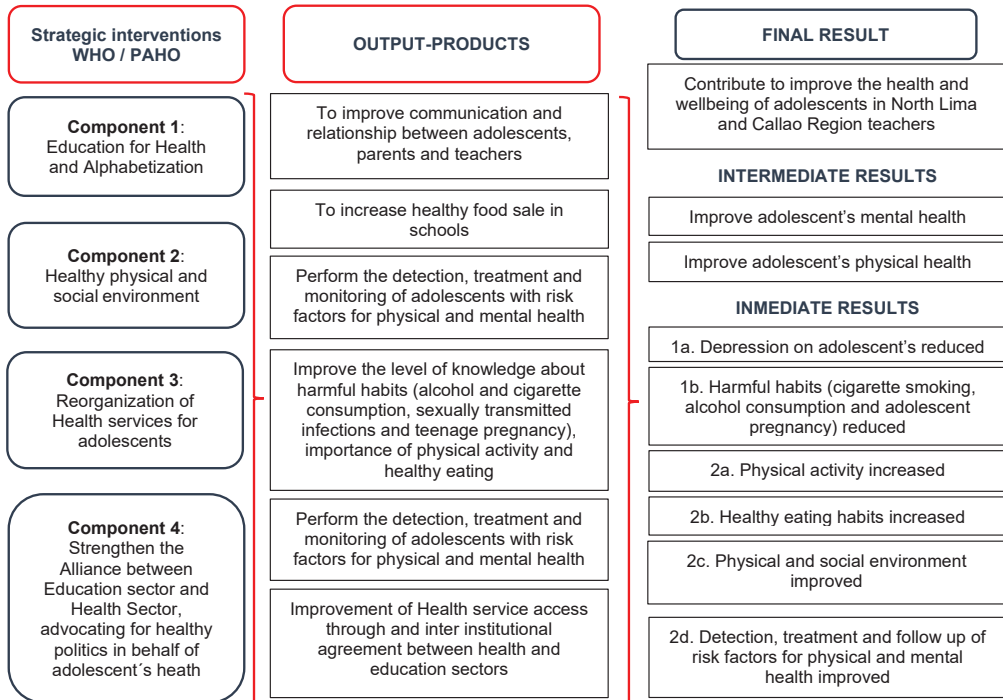 Strategic interventions
WHO / PAHO
Component 1:
Education for Health
and Alphabetization
Component 2:
Healthy physical and
social environment
Component 3:
Reorganization of
Health services for
adolescents
Component 4:
Strengthen the
Alliance between
Education sector and
Health Sector,
advocating for healthy
politics in behalf of
adolescent´s heath
OUTPUT-PRODUCTS
To improve communication and
relationship between adolescents,
parents and teachers
To increase healthy food sale in
schools
Perform the detection, treatment and
monitoring of adolescents with risk
factors for physical and mental health
Improve the level of knowledge about
harmful habits (alcohol and cigarette
consumption, sexually transmitted
infections and teenage pregnancy),
importance of physical activity and
healthy eating
Perform the detection, treatment and
monitoring of adolescents with risk
factors for physical and mental health
Improvement of Health service access
through and inter institutional
agreement between health and
education sectors
FINAL RESULT
Contribute to improve the health and
wellbeing of adolescents in North Lima
and Callao Region teachers
INTERMEDIATE RESULTS
Improve adolescent’s mental health
Improve adolescent’s physical health
INMEDIATE RESULTS
1a. Depression on adolescent’s reduced
1b. Harmful habits (cigarette smoking,
alcohol consumption and adolescent
pregnancy) reduced
2a. Physical activity increased
2b. Healthy eating habits increased
2c. Physical and social environment
improved
2d. Detection, treatment and follow up of
risk factors for physical and mental
health improved